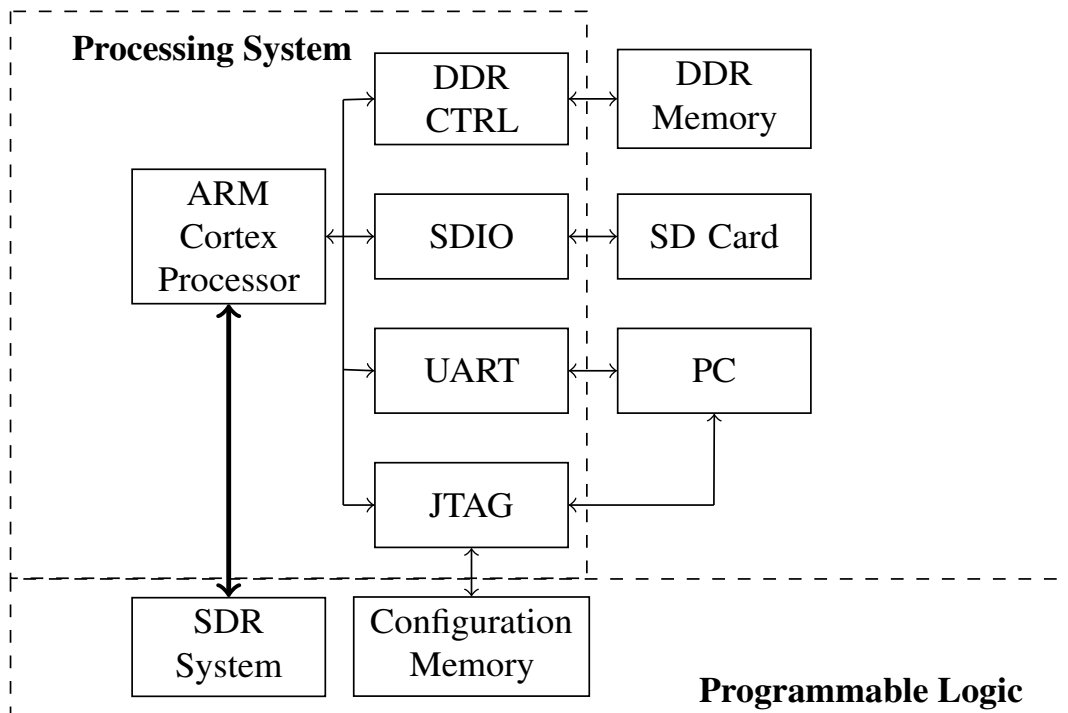 Processing System
DDR
CTRL
DDR
Memory
ARM
Cortex
Processor
SDIO
SD Card
UART
PC
JTAG
SDR
System
Configuration
Memory
Programmable Logic